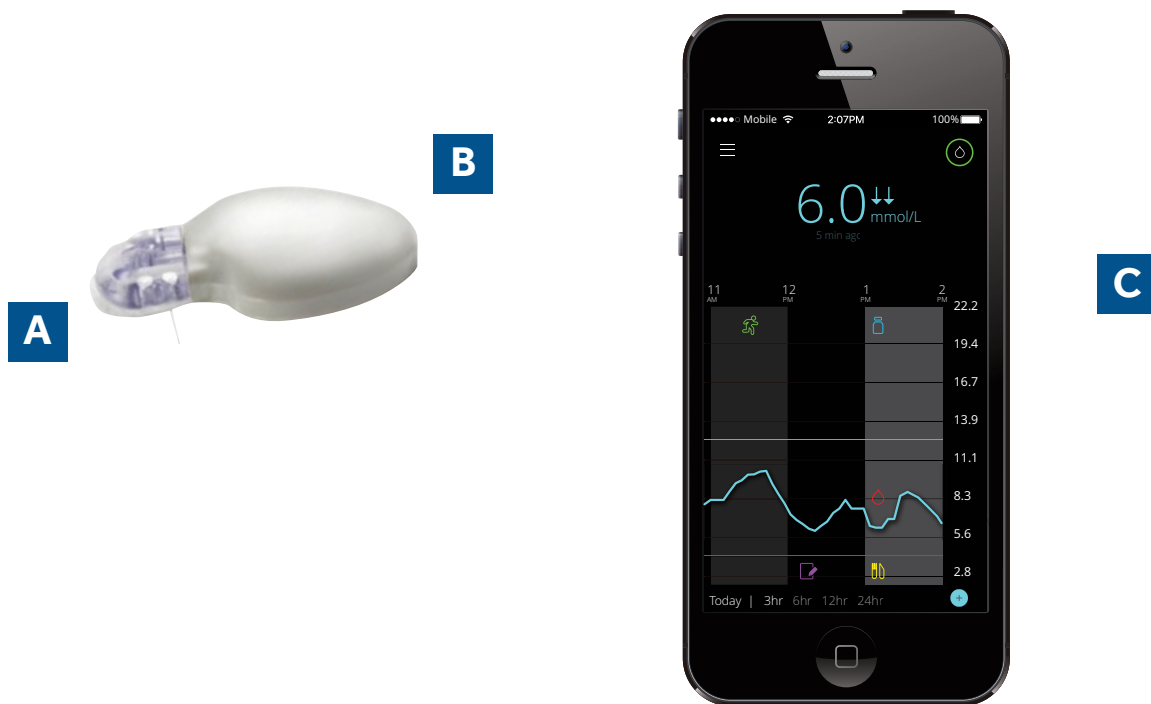 B
A
C
Mobile 2:07PM 100%
6.0 mmol/L
5 min agc
11 AM 12 PM 1 PM 2 PM
22.2
19.4
16.7
13.9
11.1
8.3
5.6
2.8
Today | 3hr 6hr 12hr 24hr